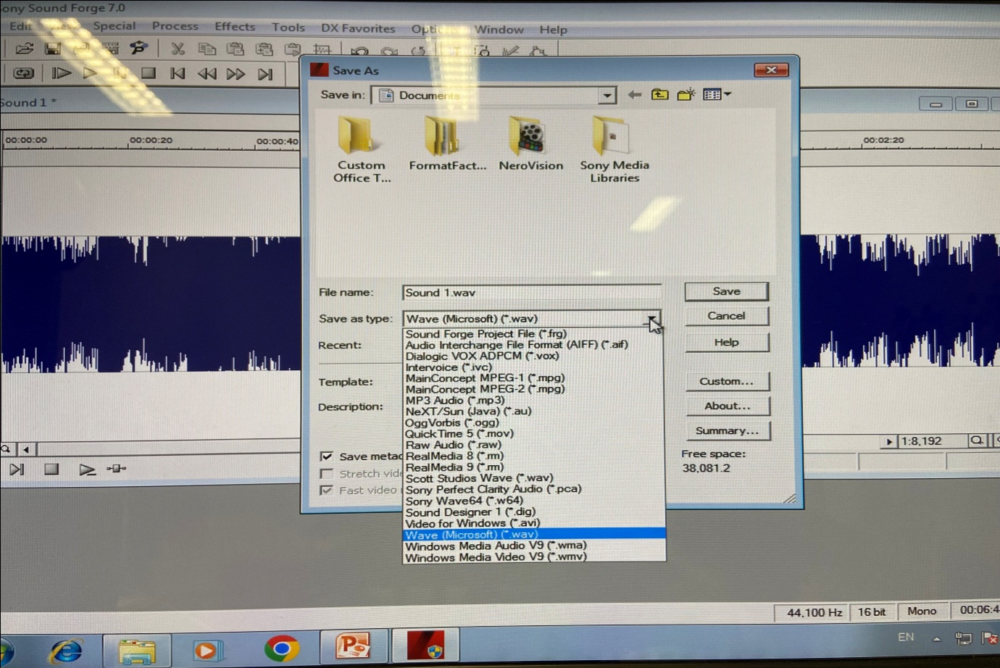 ony Sound Forge 7.0
Edit Special Process Effects Tools DX Favorites Window Help
Save As
Save in: Documents
Sound 1 *
00:00:00 00:00:20 00:00:40 00:02:20
Custom Office T...
FormatFact...
NeroVision
Sony Media Libraries
File name: Sound 1.wav Save
Save as type: Wave (Microsoft) (*.wav) Cancel
Recent: Help
Template: Custom...
Description: About...
Summary...
Sound Forge Project File (*.frg)
Audio Interchange File Format (AIFF) (*.aif)
Dialogic VOX ADPCM (*.vox)
Intervoice (*.ivc)
MainConcept MPEG-1 (*.mpg)
MainConcept MPEG-2 (*.mpg)
MP3 Audio (*.mp3)
NeXT/Sun (Java) (*.au)
OggVorbis (*.ogg)
QuickTime 5 (*.mov)
Raw Audio (*.raw)
RealMedia 8 (*.rm)
RealMedia 9 (*.rm)
Scott Studios Wave (*.wav)
Sony Perfect Clarity Audio (*.pca)
Sony Wave64 (*.w64)
Sound Designer 1 (*.dig)
Video for Windows (*.avi)
Wave (Microsoft) (*.wav)
Windows Media Audio V9 (*.wma)
Windows Media Video V9 (*.wmv)
Save metad
Stretch vide
Fast video
Free space:
38,081.2
1:8,192
44,100 Hz 16 bit Mono 00:06:4
EN